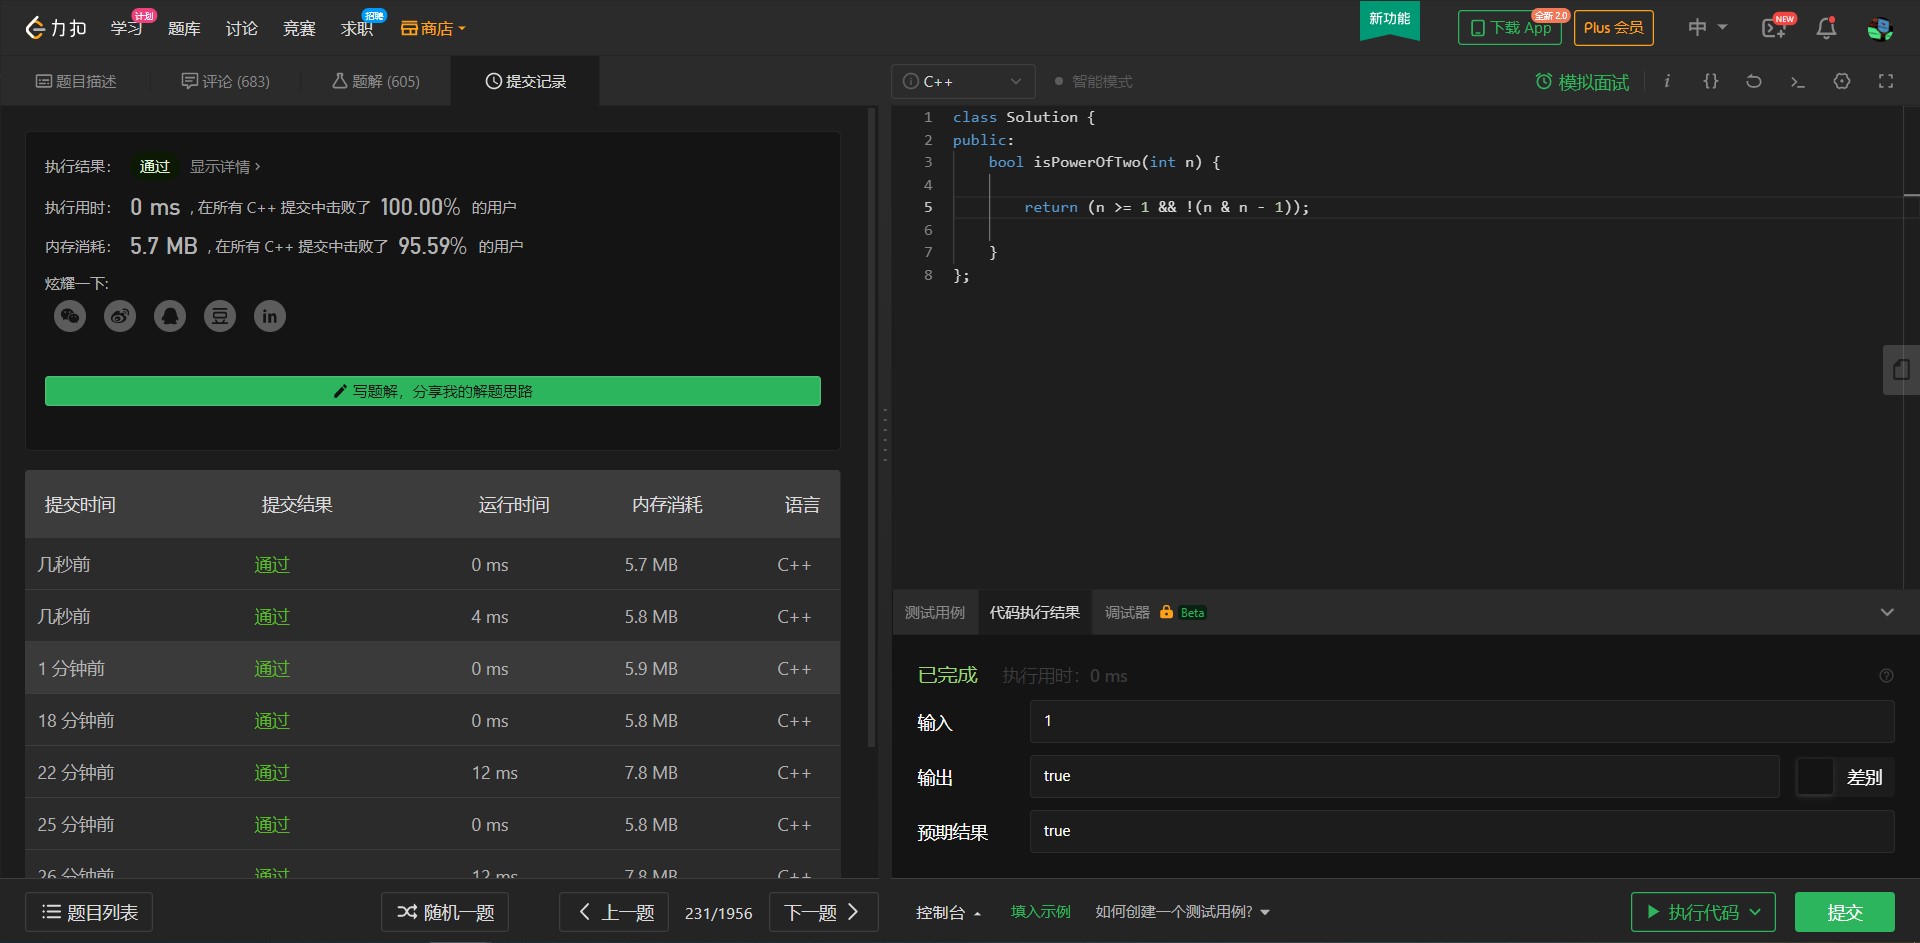 力扣 学习 计划 题库 讨论 竞赛 求职 招聘 商店 新功能 下载 App 全新 2.0 Plus 会员 中 NEW
题目描述 评论 (683) 题解 (605) 提交记录
C++ 智能模式 模拟面试 i {}
执行结果： 通过 显示详情 >
执行用时： 0 ms , 在所有 C++ 提交中击败了 100.00% 的用户
内存消耗： 5.7 MB , 在所有 C++ 提交中击败了 95.59% 的用户
炫耀一下:
豆 in
写题解，分享我的解题思路
提交时间 提交结果 运行时间 内存消耗 语言
几秒前 通过 0 ms 5.7 MB C++
几秒前 通过 4 ms 5.8 MB C++
1 分钟前 通过 0 ms 5.9 MB C++
18 分钟前 通过 0 ms 5.8 MB C++
22 分钟前 通过 12 ms 7.8 MB C++
25 分钟前 通过 0 ms 5.8 MB C++
26 分钟前 通过 12 ms 7.8 MB C++
题目列表 随机一题 上一题 231/1956 下一题
1 class Solution {
2 public:
3 bool isPowerOfTwo(int n) {
4
5 return (n >= 1 && !(n & n - 1));
6
7 }
8 };
测试用例 代码执行结果 调试器 Beta
已完成 执行用时：0 ms
输入 1
输出 true 差别
预期结果 true
控制台 填入示例 如何创建一个测试用例? 执行代码 提交